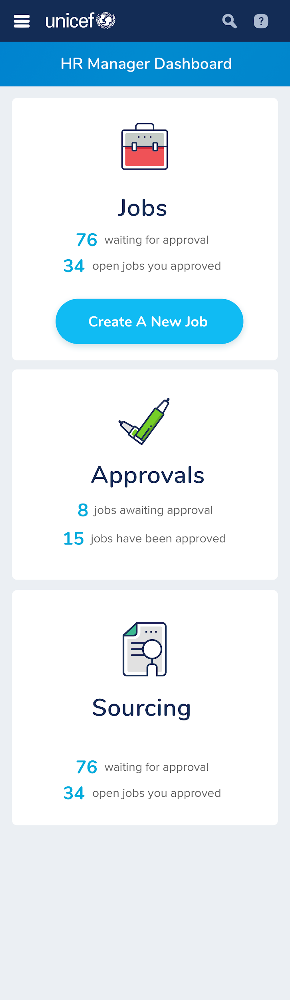 unicef
?
HR Manager Dashboard
Jobs
76 waiting for approval
34 open jobs you approved
Create A New Job
Approvals
8 jobs awaiting approval
15 jobs have been approved
Sourcing
76 waiting for approval
34 open jobs you approved